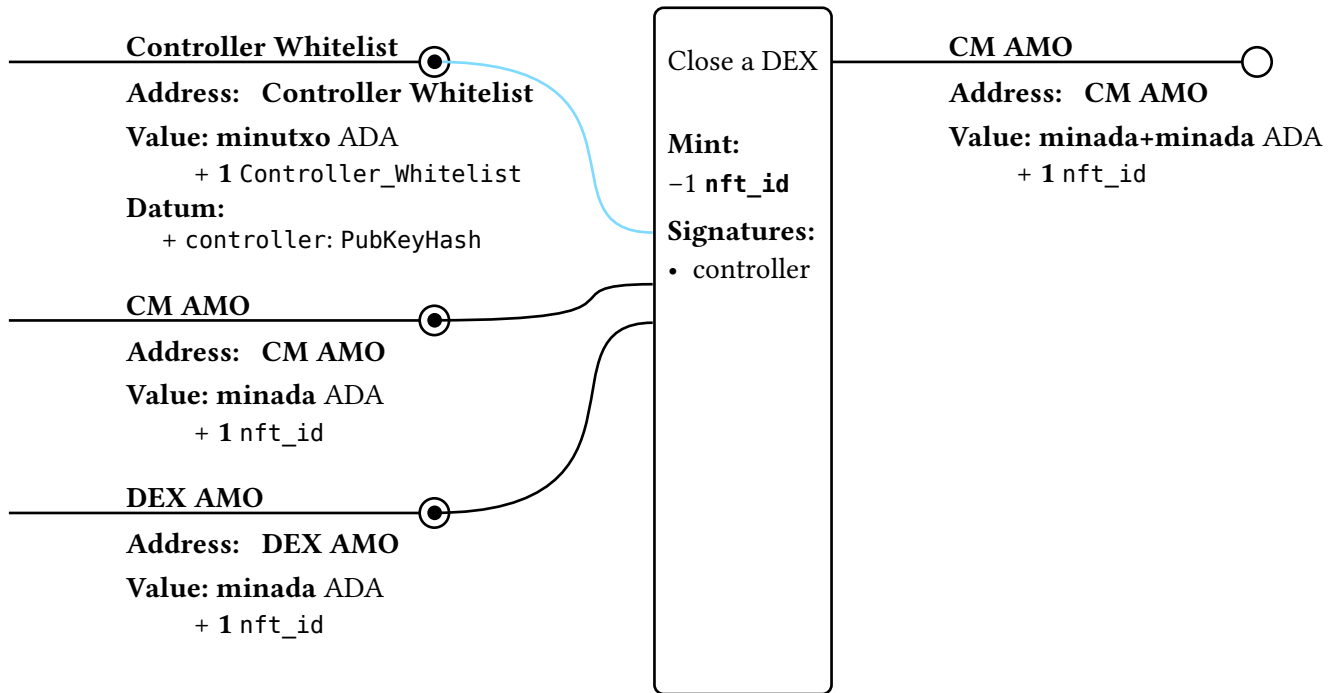 Controller Whitelist
Address: Controller Whitelist
Value: minutxo ADA
+ 1 Controller_Whitelist
Datum:
+ controller: PubKeyHash
CM AMO
Address: CM AMO
Value: minada ADA
+ 1 nft_id
DEX AMO
Address: DEX AMO
Value: minada ADA
+ 1 nft_id
Close a DEX
Mint:
−1 nft_id
Signatures:
• controller
CM AMO
Address: CM AMO
Value: minada+minada ADA
+ 1 nft_id